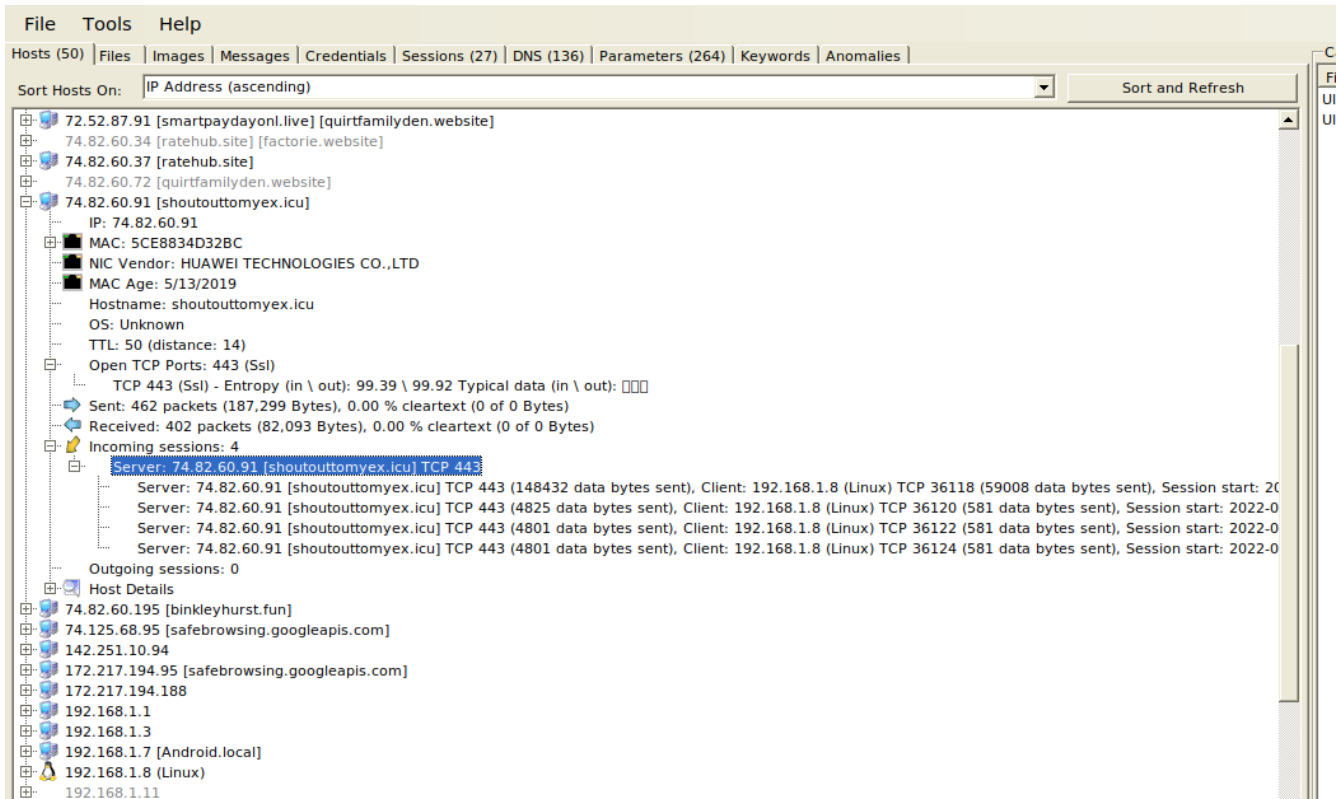 File Tools Help
Hosts (50) Files Images Messages Credentials Sessions (27) DNS (136) Parameters (264) Keywords Anomalies
Sort Hosts On: IP Address (ascending) Sort and Refresh
72.52.87.91 [smartpaydayonl.live] [quirtfamilyden.website]
74.82.60.34 [ratehub.site] [factorie.website]
74.82.60.37 [ratehub.site]
74.82.60.72 [quirtfamilyden.website]
74.82.60.91 [shoutouttomyex.icu]
IP: 74.82.60.91
MAC: 5CE8834D32BC
NIC Vendor: HUAWEI TECHNOLOGIES CO.,LTD
MAC Age: 5/13/2019
Hostname: shoutouttomyex.icu
OS: Unknown
TTL: 50 (distance: 14)
Open TCP Ports: 443 (Ssl)
TCP 443 (Ssl) - Entropy (in \ out): 99.39 \ 99.92 Typical data (in \ out): 
Sent: 462 packets (187,299 Bytes), 0.00 % cleartext (0 of 0 Bytes)
Received: 402 packets (82,093 Bytes), 0.00 % cleartext (0 of 0 Bytes)
Incoming sessions: 4
Server: 74.82.60.91 [shoutouttomyex.icu] TCP 443
Server: 74.82.60.91 [shoutouttomyex.icu] TCP 443 (148432 data bytes sent), Client: 192.168.1.8 (Linux) TCP 36118 (59008 data bytes sent), Session start: 20
Server: 74.82.60.91 [shoutouttomyex.icu] TCP 443 (4825 data bytes sent), Client: 192.168.1.8 (Linux) TCP 36120 (581 data bytes sent), Session start: 2022-0
Server: 74.82.60.91 [shoutouttomyex.icu] TCP 443 (4801 data bytes sent), Client: 192.168.1.8 (Linux) TCP 36122 (581 data bytes sent), Session start: 2022-0
Server: 74.82.60.91 [shoutouttomyex.icu] TCP 443 (4801 data bytes sent), Client: 192.168.1.8 (Linux) TCP 36124 (581 data bytes sent), Session start: 2022-0
Outgoing sessions: 0
Host Details
74.82.60.195 [binkleyhurst.fun]
74.125.68.95 [safebrowsing.googleapis.com]
142.251.10.94
172.217.194.95 [safebrowsing.googleapis.com]
172.217.194.188
192.168.1.1
192.168.1.3
192.168.1.7 [Android.local]
192.168.1.8 (Linux)
192.168.1.11